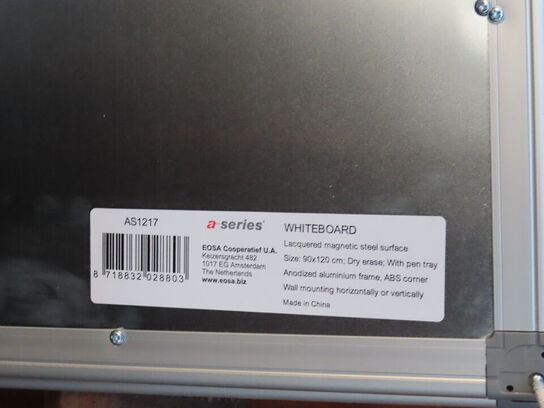 AS1217
8 718832 028803
a-series®
EOSA Cooperatief U.A.
Keizersgracht 482
1017 EG Amsterdam
The Netherlands
www.eosa.biz
WHITEBOARD
Lacquered magnetic steel surface
Size: 90x120 cm; Dry erase; With pen tray
Anodized aluminium frame, ABS corner
Wall mounting horizontally or vertically
Made in China